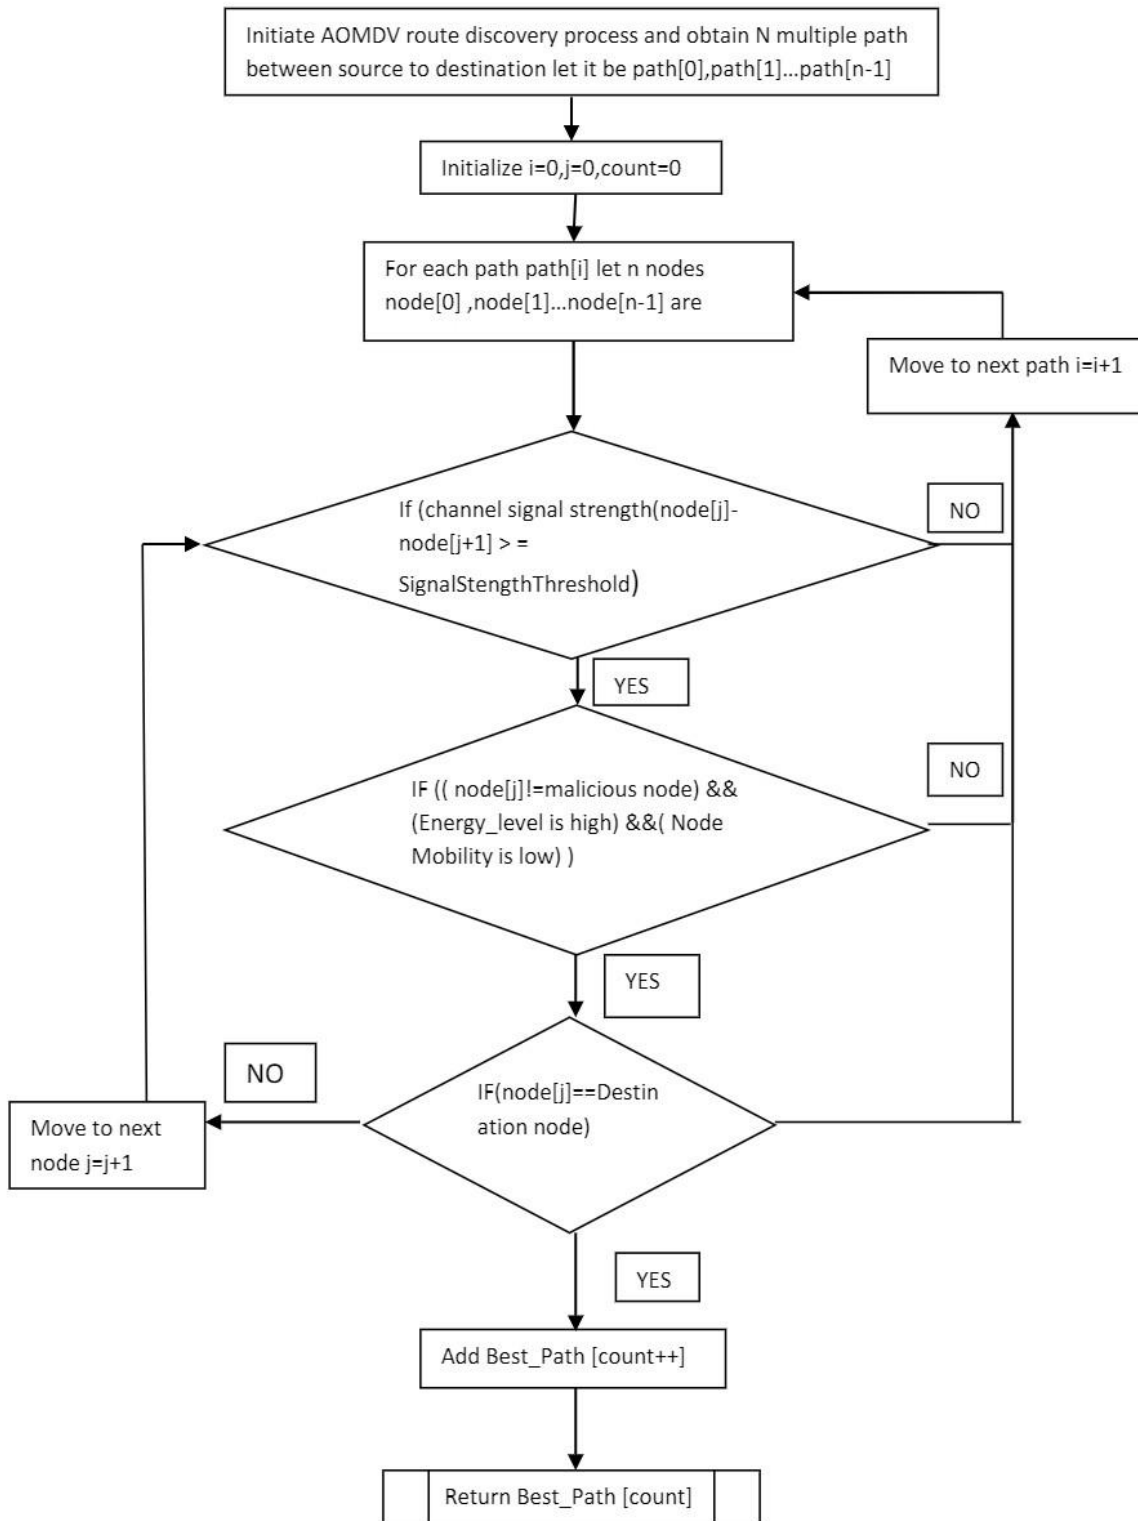 Initiate AOMDV route discovery process and obtain N multiple path
between source to destination let it be path[0],path[1]...path[n-1]
Initialize i=0,j=0,count=0
For each path path[i] let n nodes
node[0] ,node[1]...node[n-1] are
Move to next path i=i+1
If (channel signal strength(node[j]-
node[j+1] > =
SignalStengthThreshold)
NO
YES
IF (( node[j]!=malicious node) &&
(Energy_level is high) &&( Node
Mobility is low) )
NO
YES
NO
IF(node[j]==Destin
ation node)
Move to next
node j=j+1
YES
Add Best_Path [count++]
Return Best_Path [count]